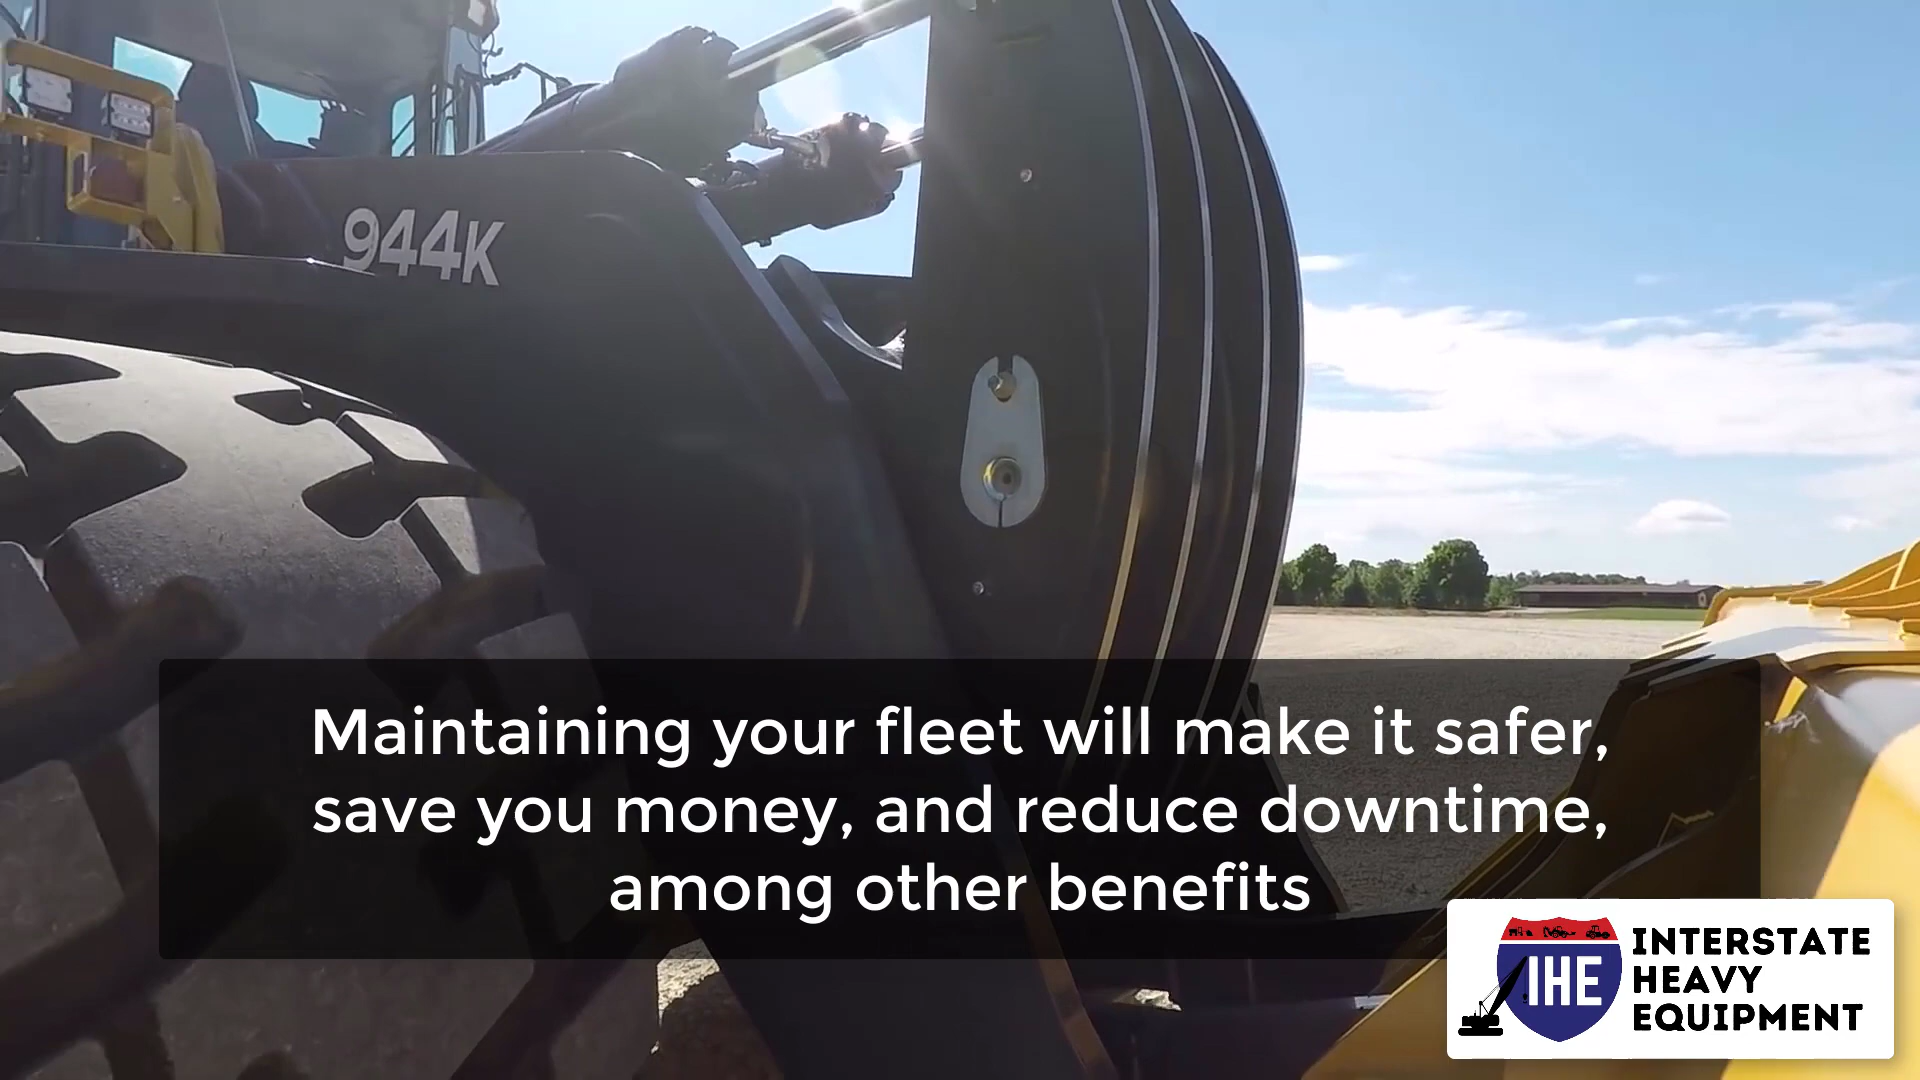 944K
Maintaining your fleet will make it safer,
save you money, and reduce downtime,
among other benefits
IHE
INTERSTATE
HEAVY
EQUIPMENT